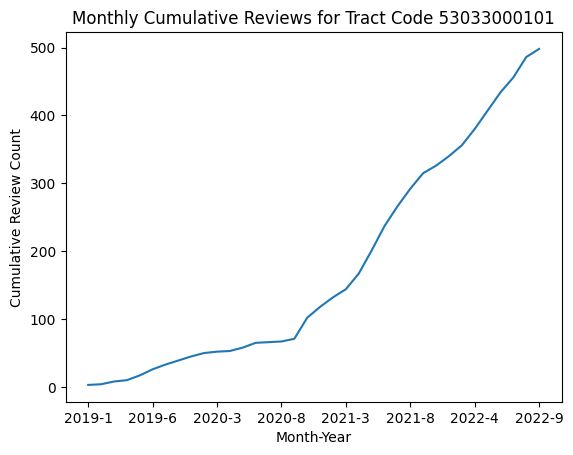 Monthly Cumulative Reviews for Tract Code 53033000101
500
400
300
200
100
0
Cumulative Review Count
2019-1 2019-6 2020-3 2020-8 2021-3 2021-8 2022-4 2022-9
Month-Year